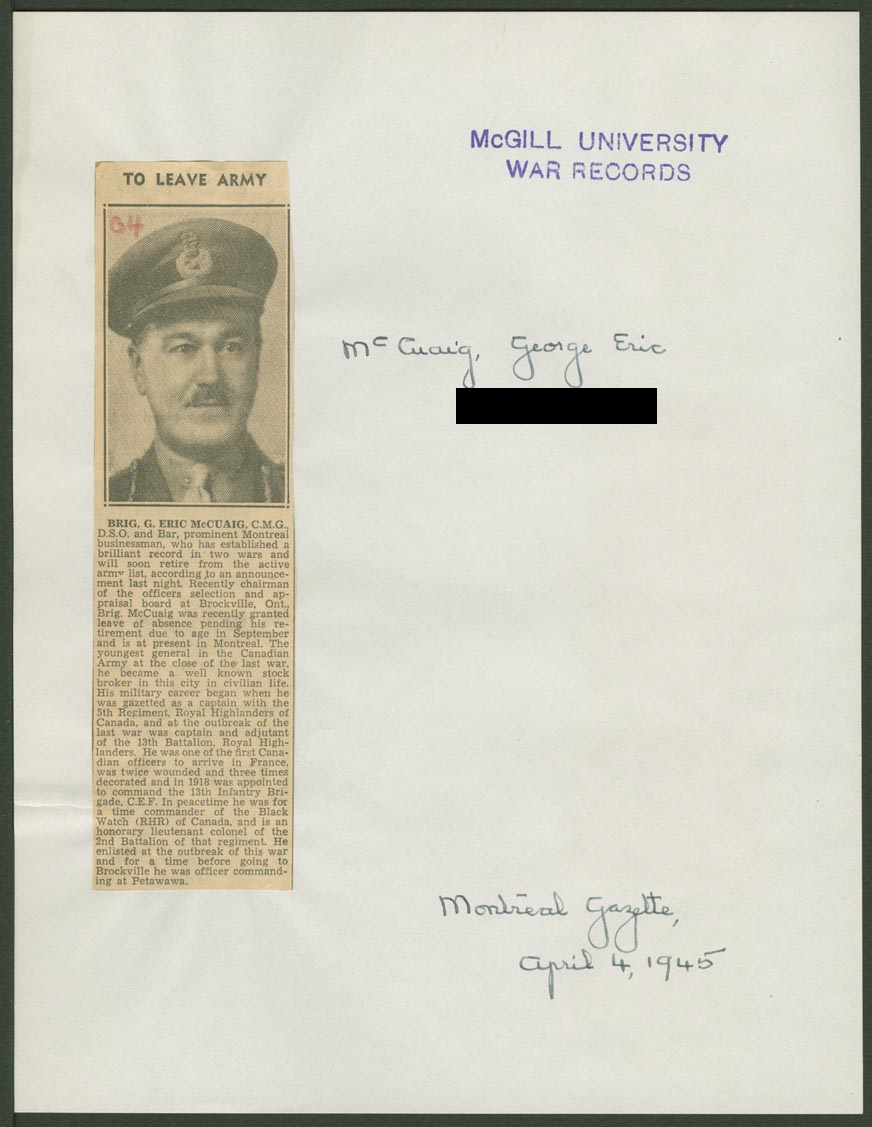 McGILL UNIVERSITY
WAR RECORDS
TO LEAVE ARMY
G4
McCuaig, George Eric
BRIG. G. ERIC McCUAIG, C.M.G.,
D.S.O. and Bar, prominent Montreal
businessman, who has established a
brilliant record in two wars and
will soon retire from the active
army list, according to an announce-
ment last night. Recently chairman
of the officers selection and ap-
praisal board at Brockville, Ont.,
Brig. McCuaig was recently granted
leave of absence pending his re-
tirement due to age in September
and is at present in Montreal. The
youngest general in the Canadian
Army at the close of the last war,
he became a well known stock
broker in this city in civilian life.
His military career began when he
was gazetted as a captain with the
5th Regiment, Royal Highlanders of
Canada, and at the outbreak of the
last war was captain and adjutant
of the 13th Battalion, Royal High-
landers. He was one of the first Cana-
dian officers to arrive in France,
was twice wounded and three times
decorated and in 1918 was appointed
to command the 13th Infantry Bri-
gade, C.E.F. In peacetime he was for
a time commander of the Black
Watch (RHR) of Canada, and is an
honorary lieutenant colonel of the
2nd Battalion of that regiment. He
enlisted at the outbreak of this war
and for a time before going to
Brockville he was officer command-
ing at Petawawa.
Montreal Gazette,
April 4, 1945